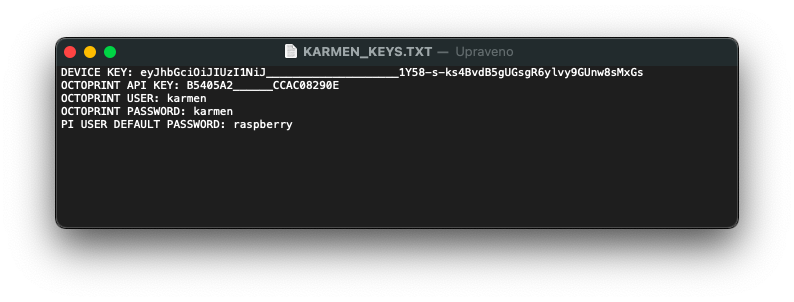 KARMEN_KEYS.TXT — Upraveno
DEVICE KEY: eyJhbGciOiJIUzI1NiJ____________________1Y58-s-ks4BvdB5gUGsgR6ylvy9GUnw8sMxGs
OCTOPRINT API KEY: B5405A2______CCAC08290E
OCTOPRINT USER: karmen
OCTOPRINT PASSWORD: karmen
PI USER DEFAULT PASSWORD: raspberry